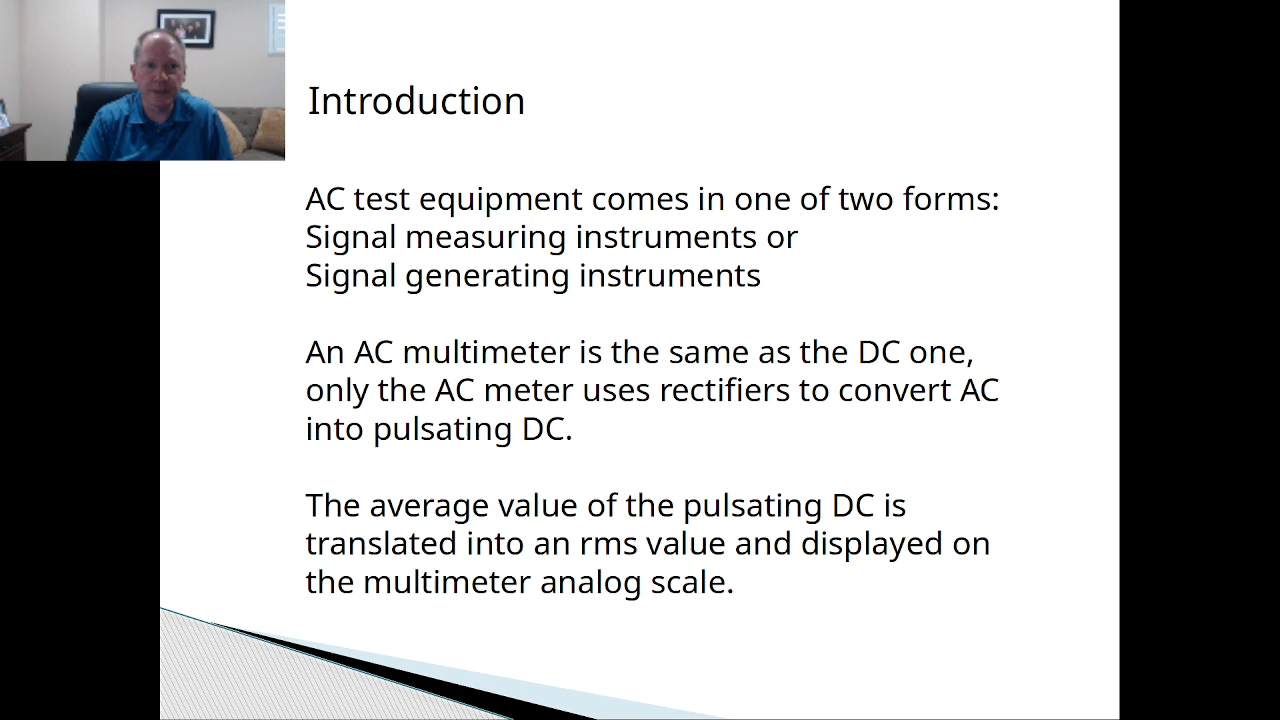 Introduction
AC test equipment comes in one of two forms:
Signal measuring instruments or
Signal generating instruments
An AC multimeter is the same as the DC one,
only the AC meter uses rectifiers to convert AC
into pulsating DC.
The average value of the pulsating DC is
translated into an rms value and displayed on
the multimeter analog scale.